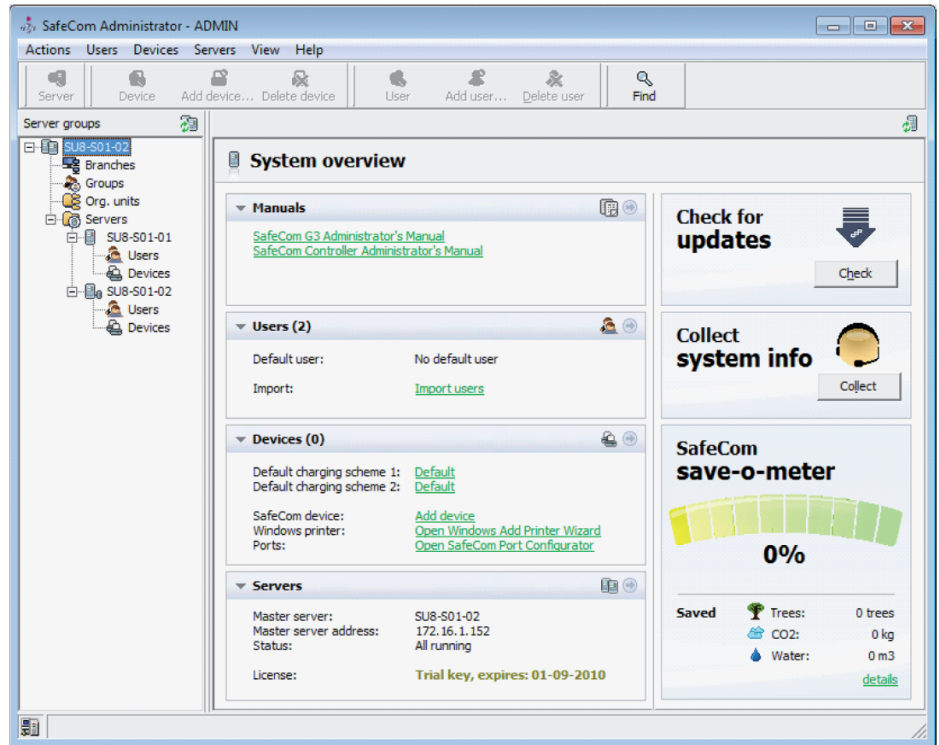 SafeCom Administrator - ADMIN
Actions Users Devices Servers View Help
Server Device Add device... Delete device User Add user... Delete user Find
Server groups
SU8-S01-02
Branches
Groups
Org. units
Servers
SU8-S01-01
Users
Devices
SU8-S01-02
Users
Devices
System overview
Manuals
SafeCom G3 Administrator's Manual
SafeCom Controller Administrator's Manual
Users (2)
Default user: No default user
Import: Import users
Devices (0)
Default charging scheme 1: Default
Default charging scheme 2: Default
SafeCom device: Add device
Windows printer: Open Windows Add Printer Wizard
Ports: Open SafeCom Port Configurator
Servers
Master server: SU8-S01-02
Master server address: 172.16.1.152
Status: All running
License: Trial key, expires: 01-09-2010
Check for
updates
Check
Collect
system info
Collect
SafeCom
save-o-meter
0%
Saved Trees: 0 trees
CO2: 0 kg
Water: 0 m3
details